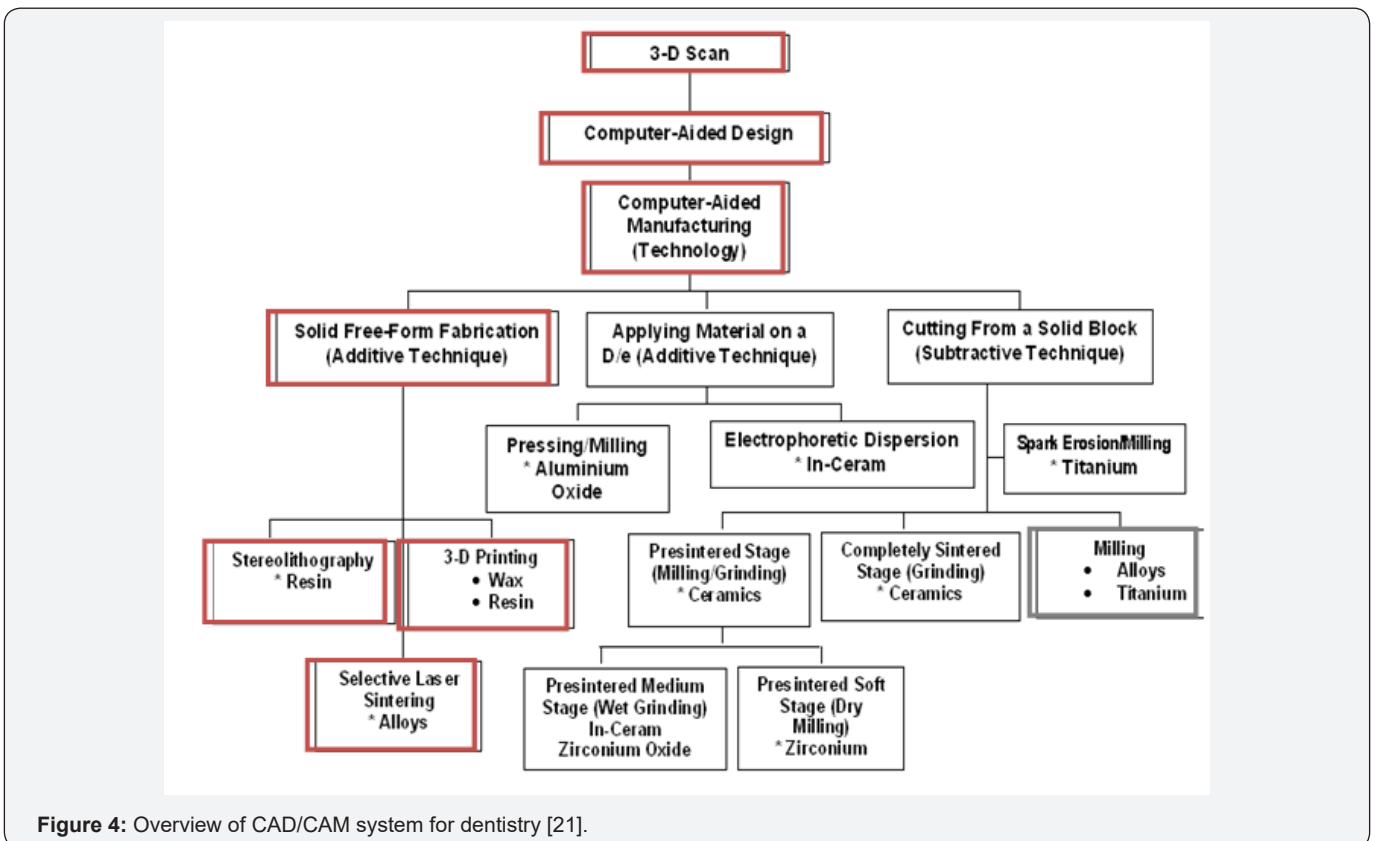 3-D Scan
Computer-Aided Design
Computer-Aided
Manufacturing
(Technology)
Solid Free-Form Fabrication
(Additive Technique)
Applying Material on a
D/e (Additive Technique)
Cutting From a Solid Block
(Subtractive Technique)
Pressing/Milling
* Aluminium
Oxide
Electrophoretic Dispersion
* In-Ceram
Spark Erosion/Milling
* Titanium
Stereolithography
* Resin
3-D Printing
• Wax
• Resin
Presintered Stage
(Milling/Grinding)
* Ceramics
Completely Sintered
Stage (Grinding)
* Ceramics
Milling
• Alloys
• Titanium
Selective Laser
Sintering
* Alloys
Presintered Medium
Stage (Wet Grinding)
In-Ceram
Zirconium Oxide
Presintered Soft
Stage (Dry
Milling)
* Zirconium
Figure 4: Overview of CAD/CAM system for dentistry [21].